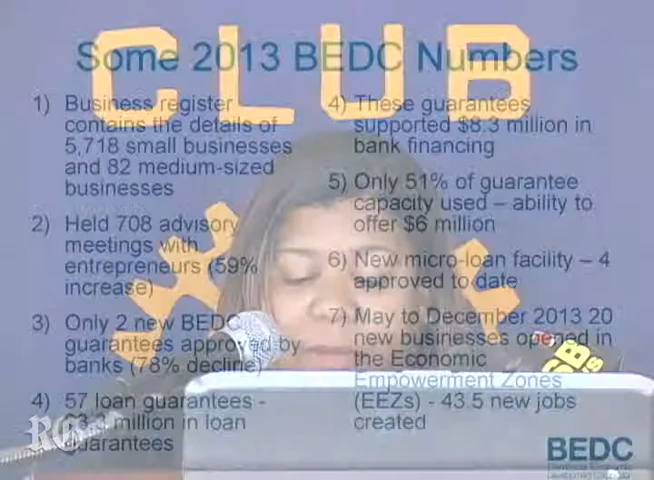 CLUB
Some 2013 BEDC Numbers
1) Business register
contains the details of
5,718 small businesses
and 82 medium-sized
businesses
2) Held 708 advisory
meetings with
entrepreneurs (59%
increase)
3) Only 2 new BEDC
guarantees approved by
banks (78% decline)
4) 57 loan guarantees -
million in loan
guarantees
4) These guarantees
supported $8.3 million in
bank financing
5) Only 51% of guarantee
capacity used – ability to
offer $6 million
6) New micro-loan facility – 4
approved to date
7) May to December 2013 20
new businesses opened in
the Economic
Empowerment Zones
(EEZs) - 43.5 new jobs
created
RG
BEDC